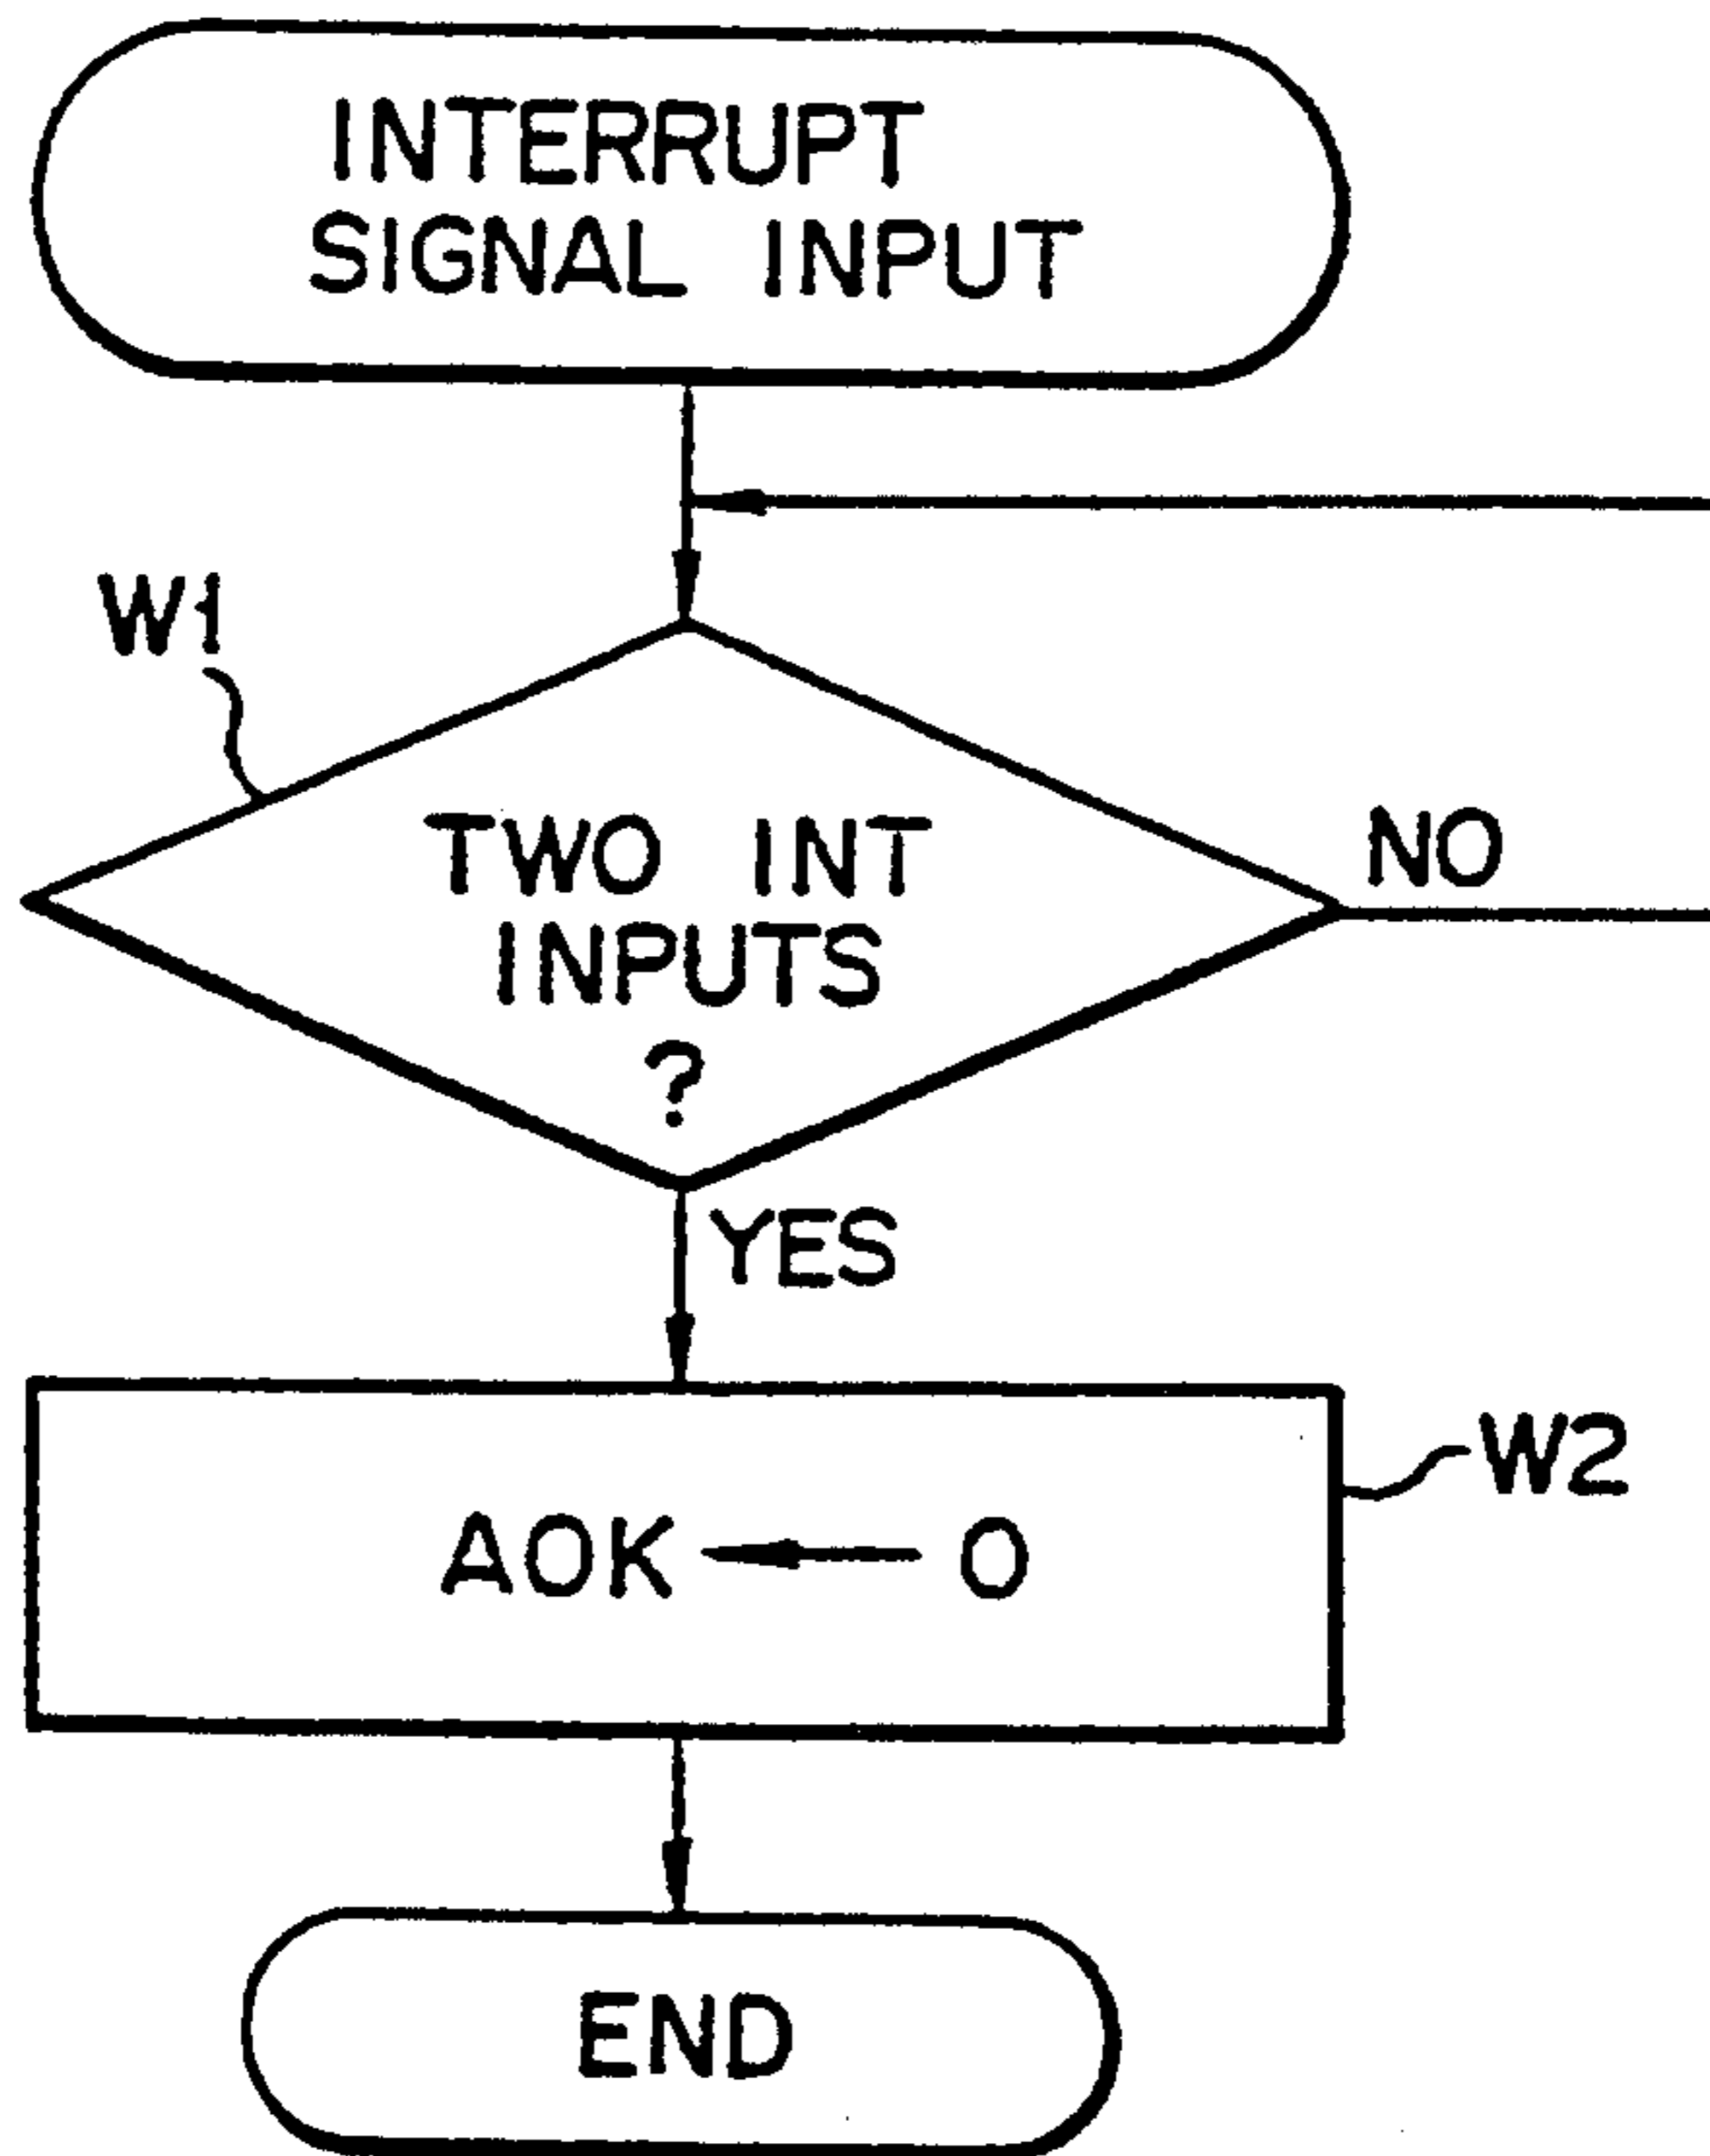 INTERRUPT
SIGNAL INPUT
W1
TWO INT
INPUTS
?
NO
YES
AOK ← 0
W2
END